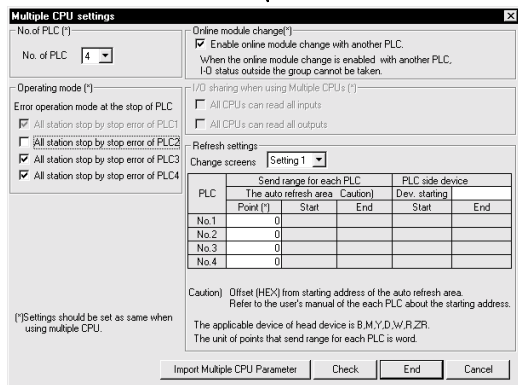 Multiple CPU settings
No.of PLC (*)
No. of PLC 4
Online module change(*)
Enable online module change with another PLC.
When the online module change is enabled with another PLC,
I-O status outside the group cannot be taken.
Operating mode (*)
Error operation mode at the stop of PLC
All station stop by stop error of PLC1
All station stop by stop error of PLC2
All station stop by stop error of PLC3
All station stop by stop error of PLC4
I/O sharing when using Multiple CPUs (*)
All CPUs can read all inputs
All CPUs can read all outputs
Refresh settings
Change screens Setting 1
PLC Send range for each PLC PLC side device
The auto refresh area Caution) Dev. starting
Point (*) Start End Start End
No.1 0
No.2 0
No.3 0
No.4 0
Caution) Offset (HEX) from starting address of the auto refresh area.
Refer to the user's manual of the each PLC about the starting address.
The applicable device of head device is B,M,Y,D,W,R,ZR.
The unit of points that send range for each PLC is word.
(*)Settings should be set as same when
using multiple CPU.
Import Multiple CPU Parameter Check End Cancel